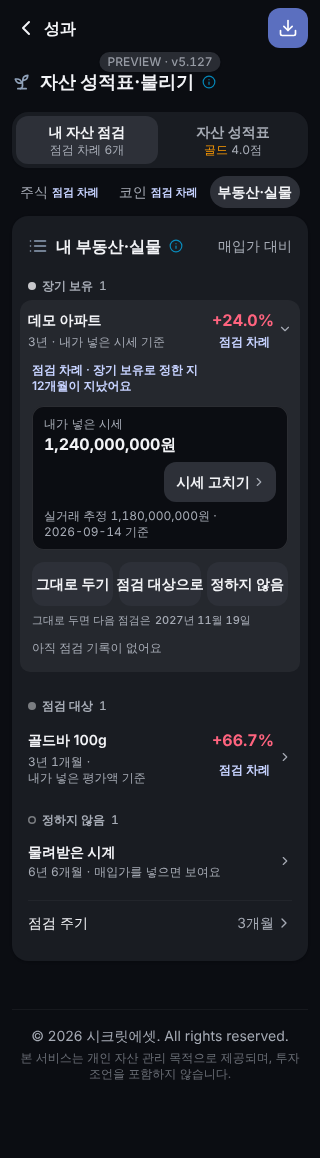 성과
PREVIEW · v5.127
자산 성적표·불리기
내 자산 점검
점검 차례 6개
자산 성적표
골드 4.0점
주식 점검 차례
코인 점검 차례
부동산·실물
내 부동산·실물
매입가 대비
장기 보유 1
데모 아파트
+24.0%
3년 · 내가 넣은 시세 기준
점검 차례
점검 차례 · 장기 보유로 정한 지
12개월이 지났어요
내가 넣은 시세
1,240,000,000원
시세 고치기
실거래 추정 1,180,000,000원 ·
2026-09-14 기준
그대로 두기
점검 대상으로
정하지 않음
그대로 두면 다음 점검은 2027년 11월 19일
아직 점검 기록이 없어요
점검 대상 1
골드바 100g
+66.7%
3년 1개월 ·
내가 넣은 평가액 기준
점검 차례
정하지 않음 1
물려받은 시계
6년 6개월 · 매입가를 넣으면 보여요
점검 주기
3개월
© 2026 시크릿에셋. All rights reserved.
본 서비스는 개인 자산 관리 목적으로 제공되며, 투자
조언을 포함하지 않습니다.